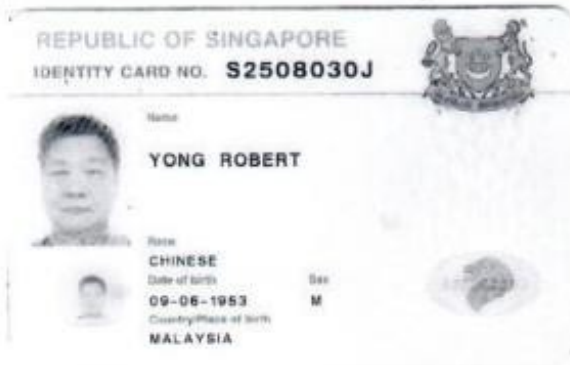 REPUBLIC OF SINGAPORE
IDENTITY CARD NO. S2508030J
Name
YONG ROBERT
Race
CHINESE
Date of birth Sex
09-06-1953 M
Country/Place of birth
MALAYSIA